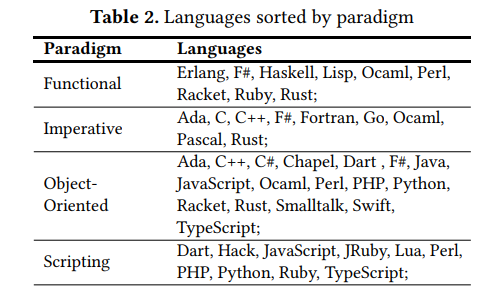 Table 2. Languages sorted by paradigm
Paradigm Languages
Functional Erlang, F#, Haskell, Lisp, Ocaml, Perl,
Racket, Ruby, Rust;
Imperative Ada, C, C++, F#, Fortran, Go, Ocaml,
Pascal, Rust;
Object-
Oriented
Ada, C++, C#, Chapel, Dart , F#, Java,
JavaScript, Ocaml, Perl, PHP, Python,
Racket, Rust, Smalltalk, Swift,
TypeScript;
Scripting Dart, Hack, JavaScript, JRuby, Lua, Perl,
PHP, Python, Ruby, TypeScript;